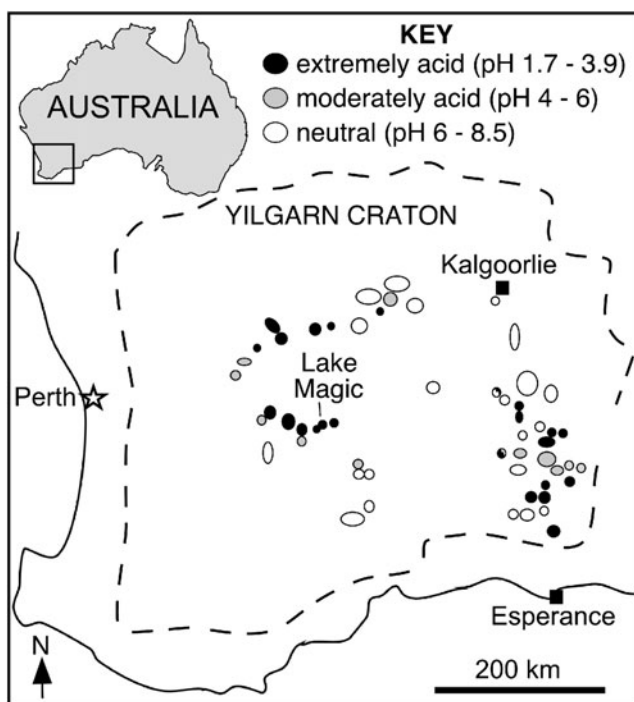 KEY
extremely acid (pH 1.7 - 3.9)
moderately acid (pH 4 - 6)
neutral (pH 6 - 8.5)
AUSTRALIA
YILGARN CRATON
Kalgoorlie
Lake
Magic
Perth
Esperance
N
200 km